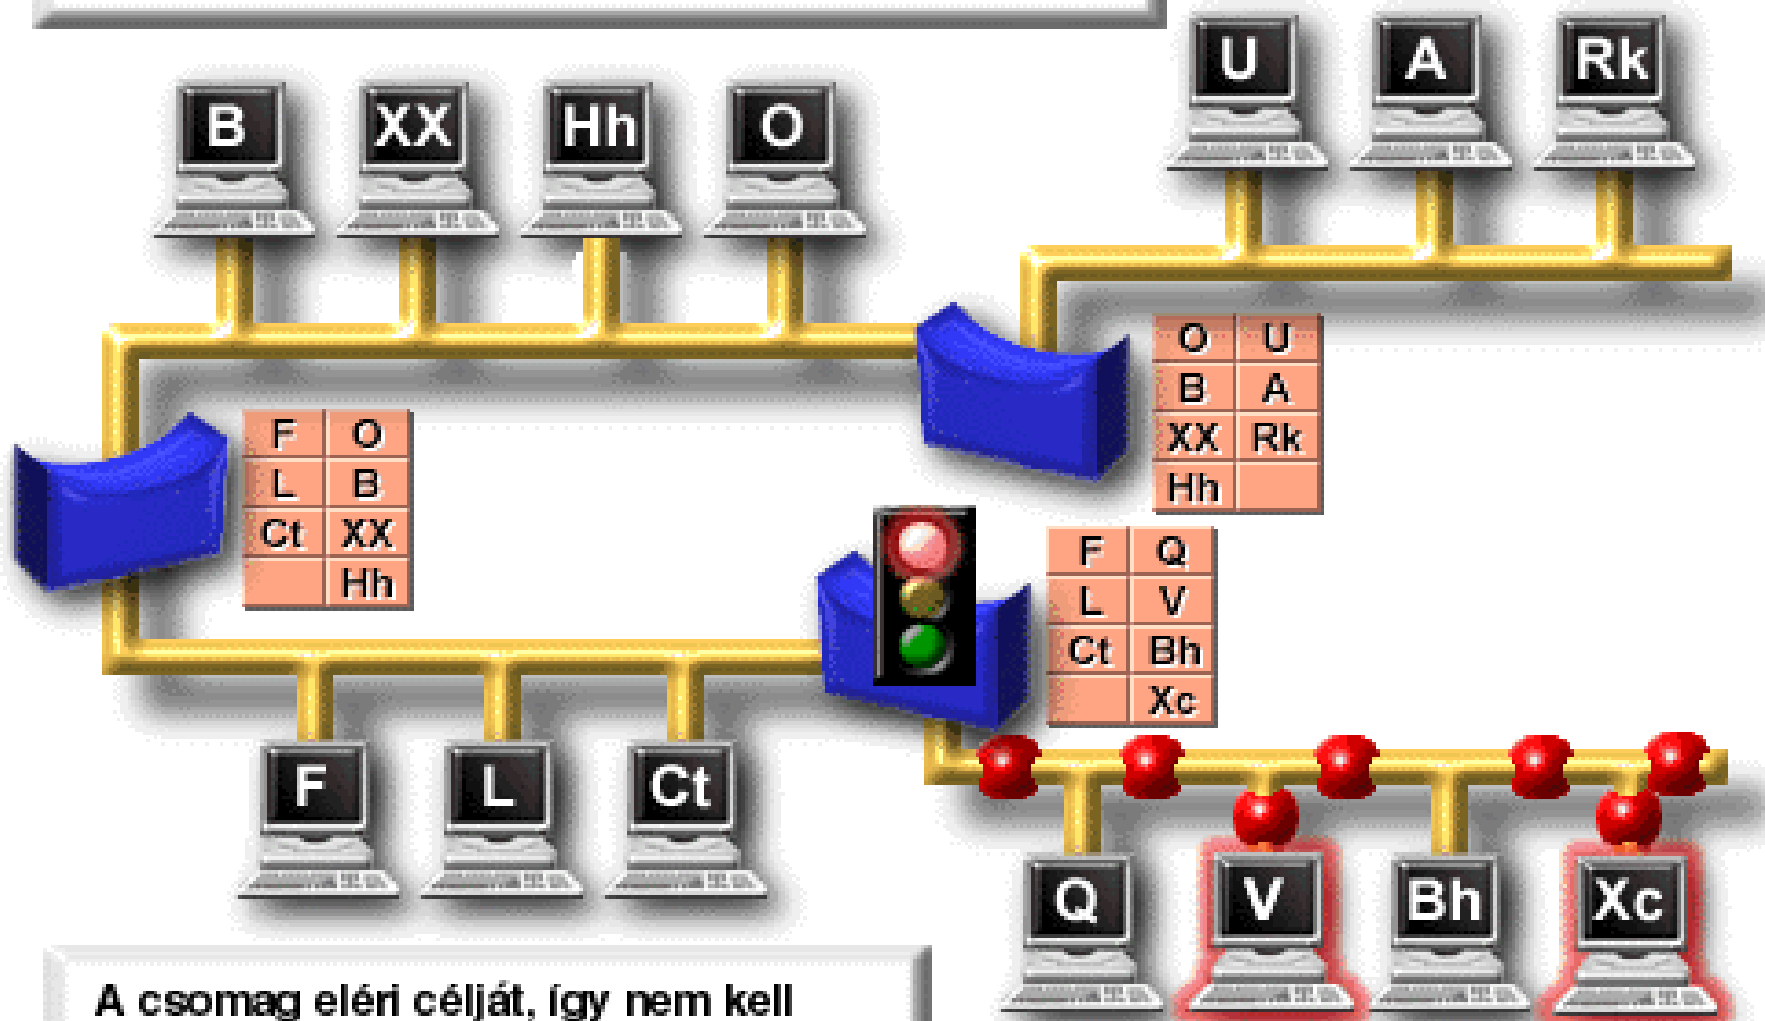 U A Rk
B XX Hh O
O U
B A
XX Rk
Hh
F O
L B
Ct XX
Hh
F Q
L V
Ct Bh
Xc
F L Ct
Q V Bh Xc
A csomag eléri célját, így nem kell